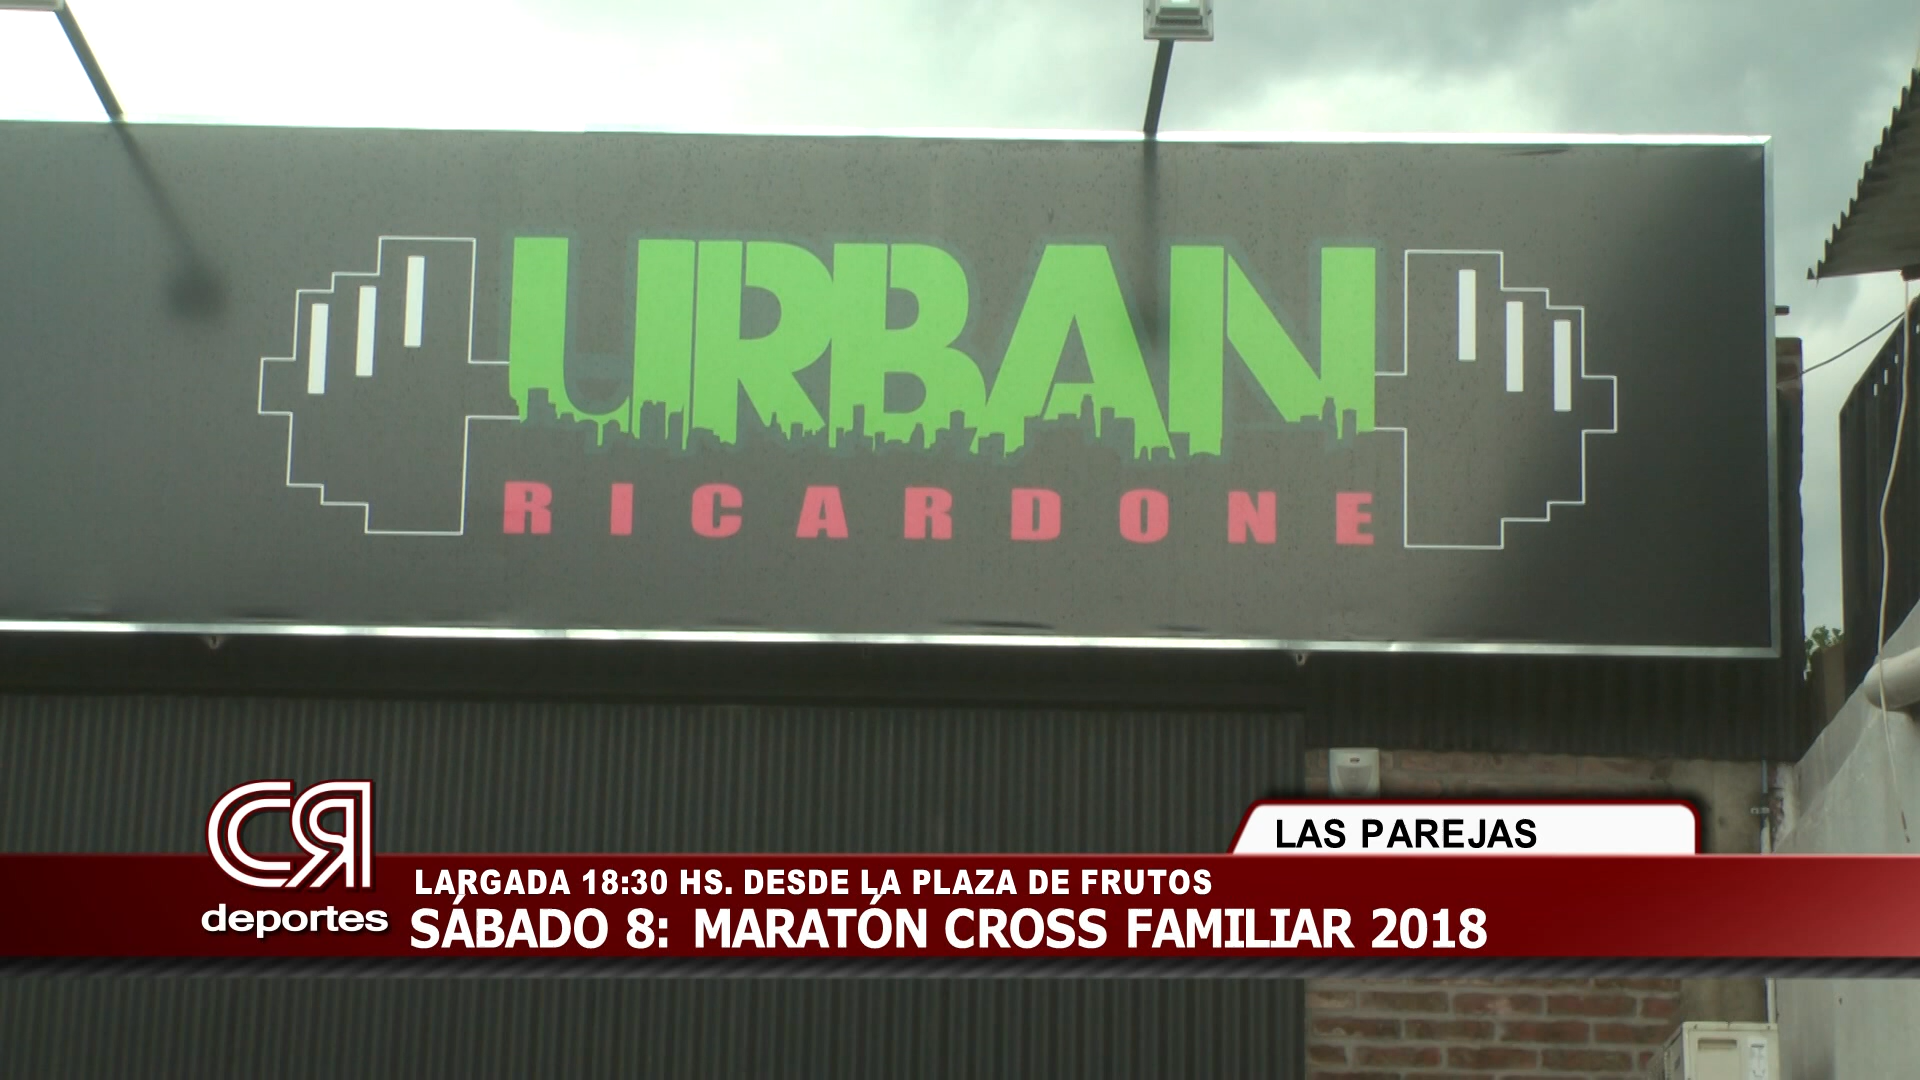 URBAN
RICARDONE
LAS PAREJAS
CR
deportes
LARGADA 18:30 HS. DESDE LA PLAZA DE FRUTOS
SÁBADO 8: MARATÓN CROSS FAMILIAR 2018